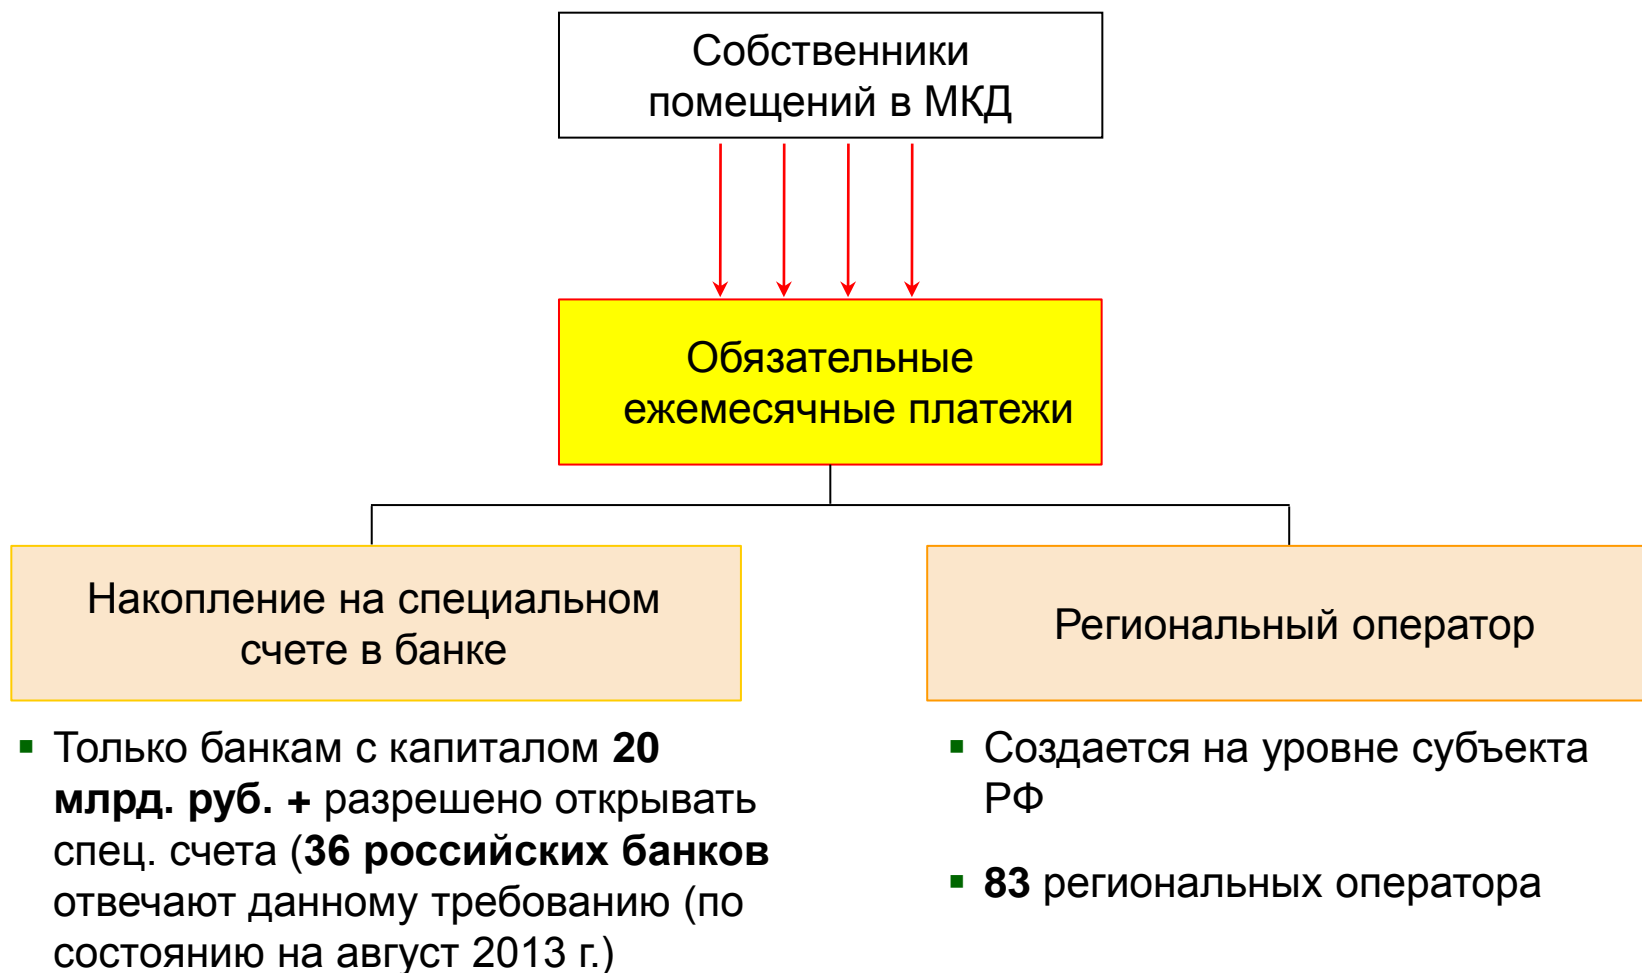 Собственники
помещений в МКД
Обязательные
ежемесячные платежи
Накопление на специальном
счете в банке
Региональный оператор
Только банкам с капиталом 20
млрд. руб. + разрешено открывать
спец. счета (36 российских банков
отвечают данному требованию (по
состоянию на август 2013 г.)
Создается на уровне субъекта
РФ
83 региональных оператора